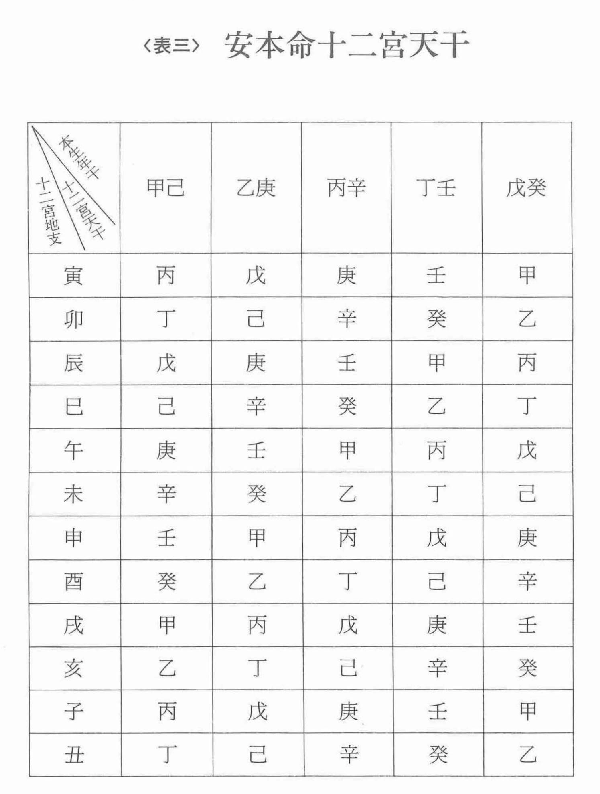 〈表三〉 安本命十二宮天干
本生年干 十二宮天干 十二宮地支 甲己 乙庚 丙辛 丁壬 戊癸
寅 丙 戊 庚 壬 甲
卯 丁 己 辛 癸 乙
辰 戊 庚 壬 甲 丙
巳 己 辛 癸 乙 丁
午 庚 壬 甲 丙 戊
未 辛 癸 乙 丁 己
申 壬 甲 丙 戊 庚
酉 癸 乙 丁 己 辛
戌 甲 丙 戊 庚 壬
亥 乙 丁 己 辛 癸
子 丙 戊 庚 壬 甲
丑 丁 己 辛 癸 乙